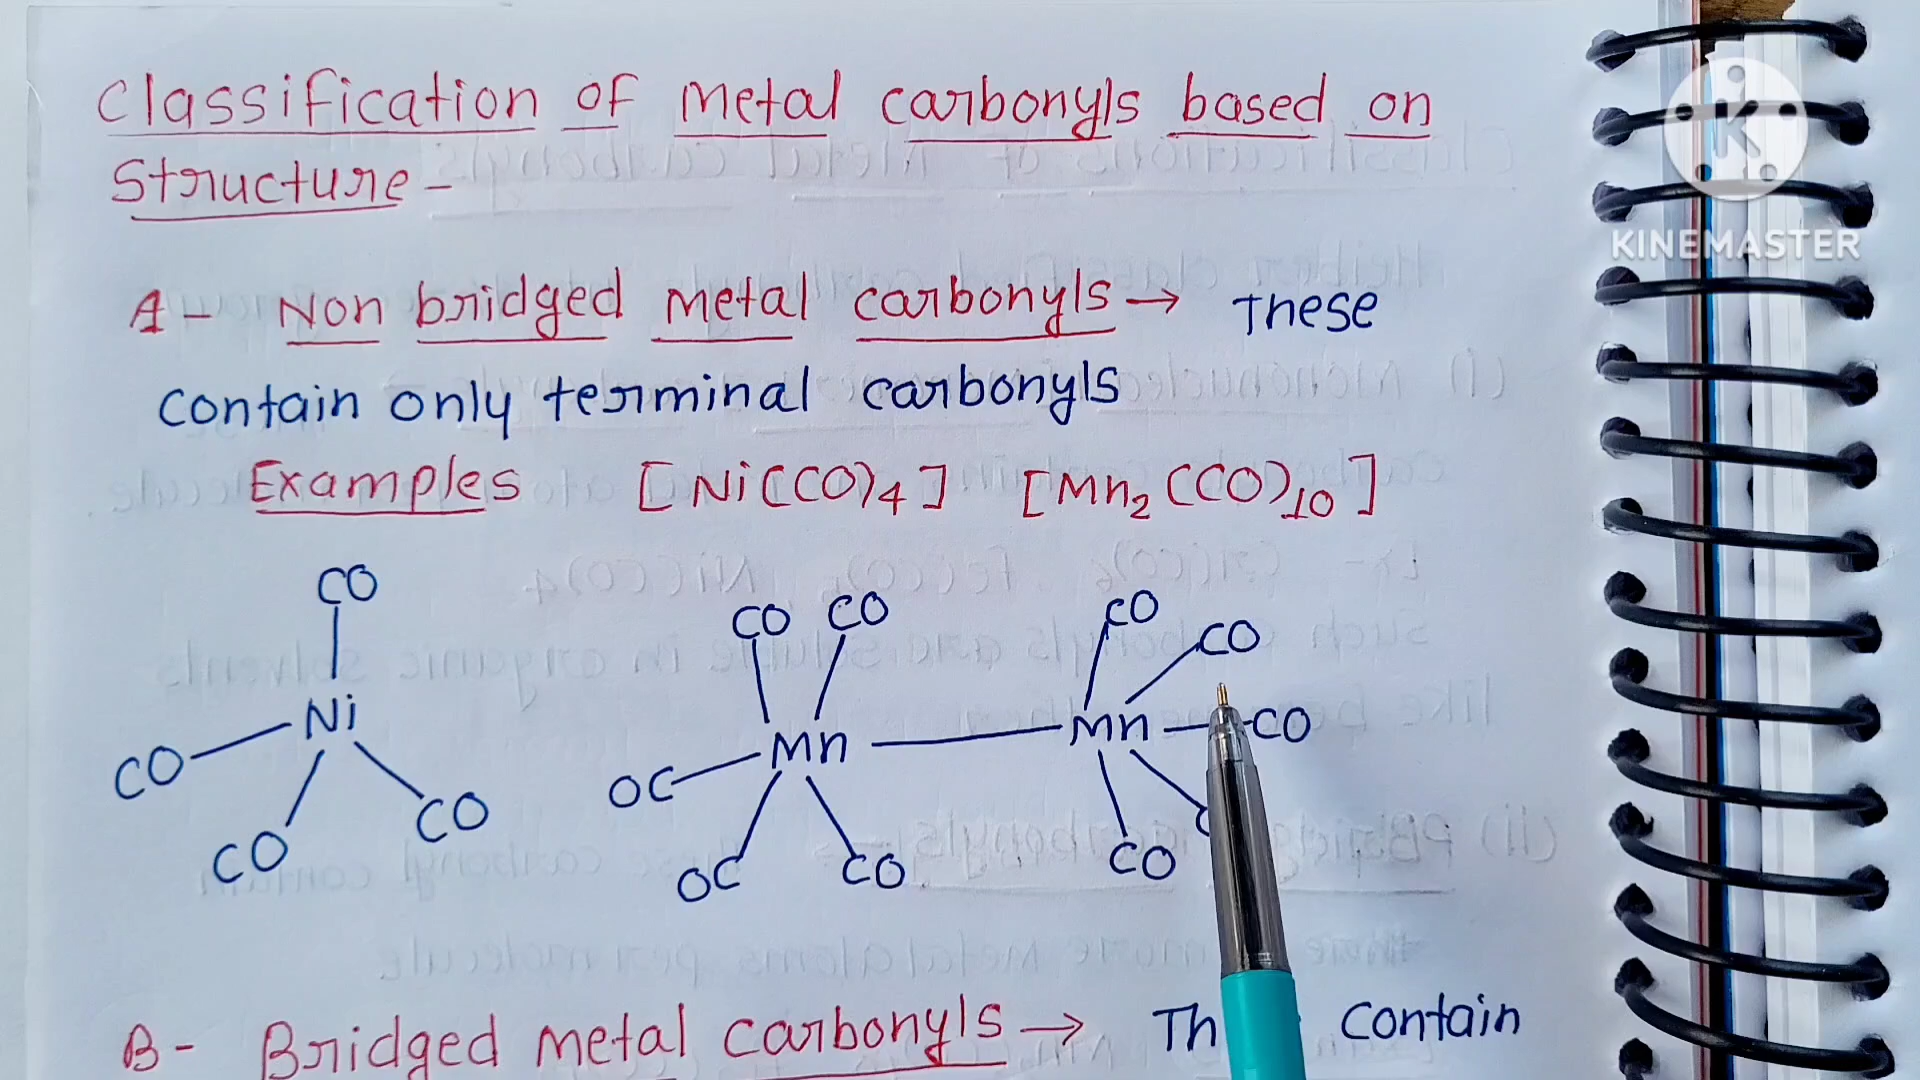 Classification of metal carbonyls based on
Structure -
A - Non bridged metal carbonyls → These
contain only terminal carbonyls
Examples [Ni(CO)4] [Mn2(CO)10]
CO
Ni
CO
CO
CO
CO CO
Mn
OC
OC
CO
CO
CO
Mn
CO
CO
B - Bridged metal carbonyls → contain
K
KINEMASTER